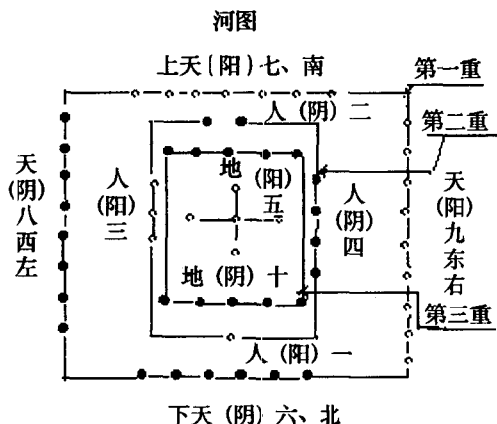 河图
上天（阳）七、南
第一重
人（阴）二
第二重
天（阴）八西左
人（阳）三
地（阳）五
人（阴）四
天（阳）九东右
地（阴）十
第三重
人（阳）一
下天（阴）六、北